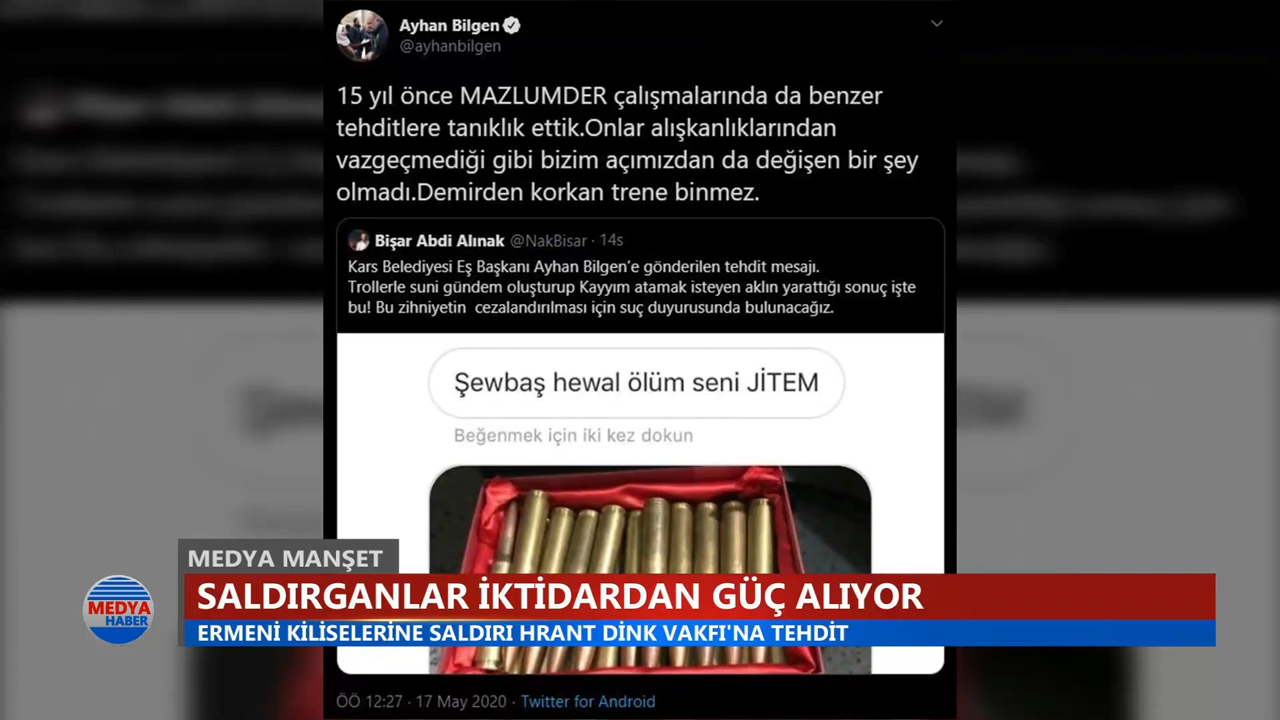 Ayhan Bilgen
@ayhanbilgen
15 yıl önce MAZLUMDER çalışmalarında da benzer
tehditlere tanıklık ettik.Onlar alışkanlıklarından
vazgeçmediği gibi bizim açımızdan da değişen bir şey
olmadı.Demirden korkan trene binmez.
Bişar Abdi Alınak @NakBisar · 14s
Kars Belediyesi Eş Başkanı Ayhan Bilgen'e gönderilen tehdit mesajı.
Trollerle suni gündem oluşturup Kayyım atamak isteyen aklın yarattığı sonuç işte
bu! Bu zihniyetin cezalandırılması için suç duyurusunda bulunacağız.
Şewbaş hewal ölüm seni JİTEM
Beğenmek için iki kez dokun
MEDYA MANŞET
SALDIRGANLAR İKTİDARDAN GÜÇ ALIYOR
MEDYA
HABER
ERMENİ KİLİSELERİNE SALDIRI HRANT DİNK VAKFI'NA TEHDİT
ÖÖ 12:27 · 17 May 2020 · Twitter for Android